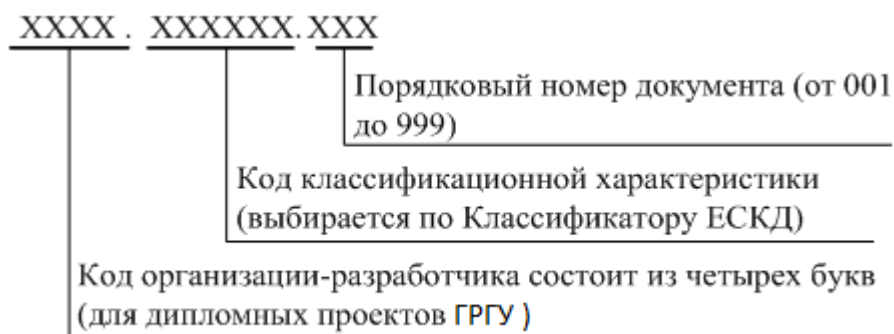 XXXX . XXXXXX.XXX
Порядковый номер документа (от 001
до 999)
Код классификационной характеристики
(выбирается по Классификатору ЕСКД)
Код организации-разработчика состоит из четырех букв
(для дипломных проектов ГРГУ )